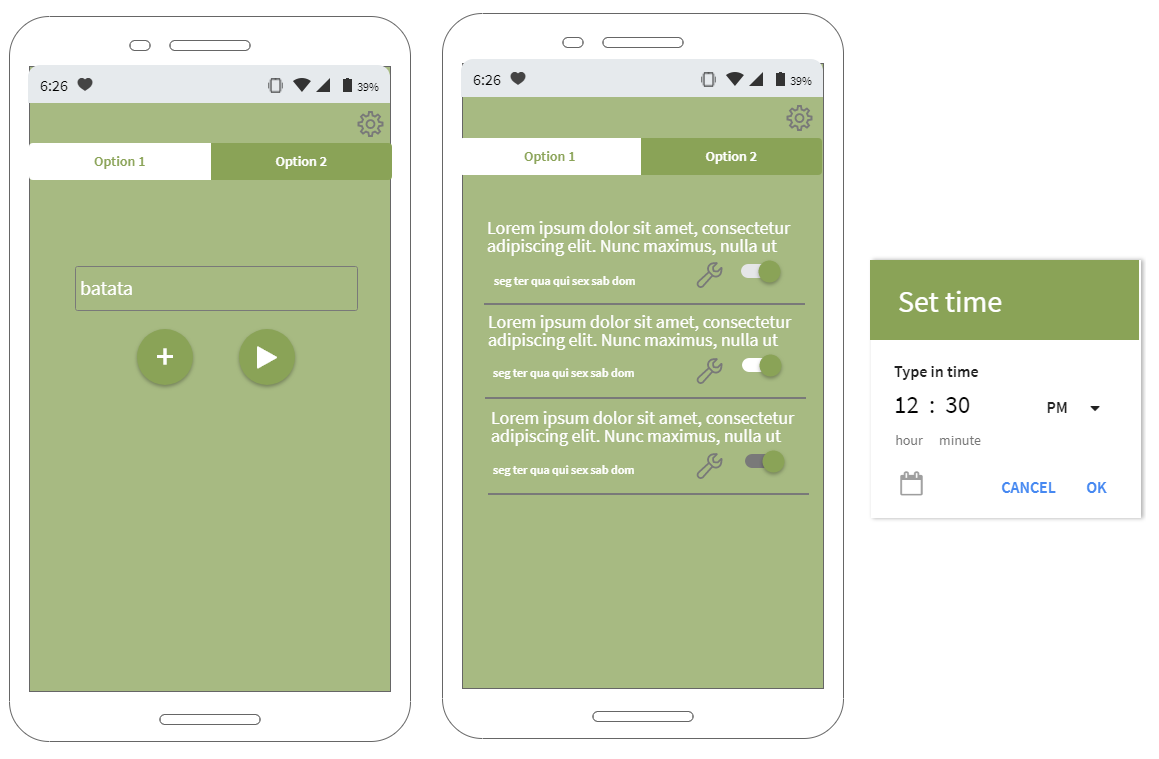 6:26 39%
Option 1 Option 2
batata
+
6:26 39%
Option 1 Option 2
Lorem ipsum dolor sit amet, consectetur
adipiscing elit. Nunc maximus, nulla ut
seg ter qua qui sex sab dom
Lorem ipsum dolor sit amet, consectetur
adipiscing elit. Nunc maximus, nulla ut
seg ter qua qui sex sab dom
Lorem ipsum dolor sit amet, consectetur
adipiscing elit. Nunc maximus, nulla ut
seg ter qua qui sex sab dom
Set time
Type in time
12 : 30 PM
hour minute
CANCEL OK